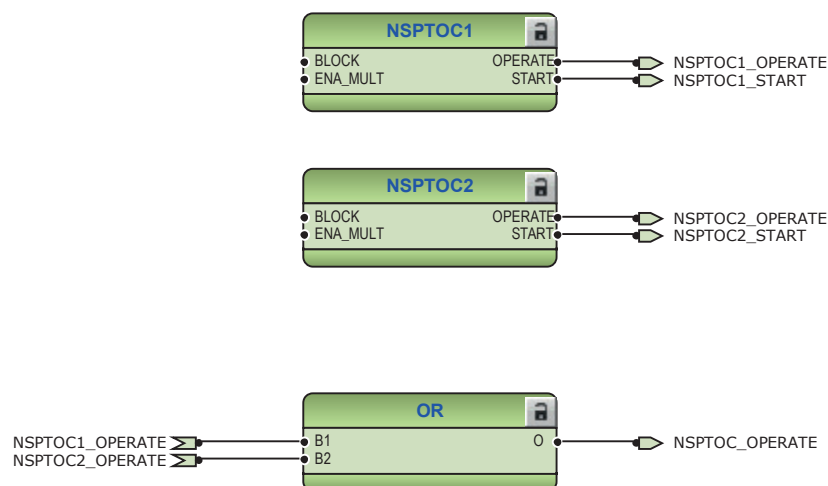 NSPTOC1
BLOCK OPERATE NSPTOC1_OPERATE
ENA_MULT START NSPTOC1_START
NSPTOC2
BLOCK OPERATE NSPTOC2_OPERATE
ENA_MULT START NSPTOC2_START
OR
NSPTOC1_OPERATE B1 O NSPTOC_OPERATE
NSPTOC2_OPERATE B2